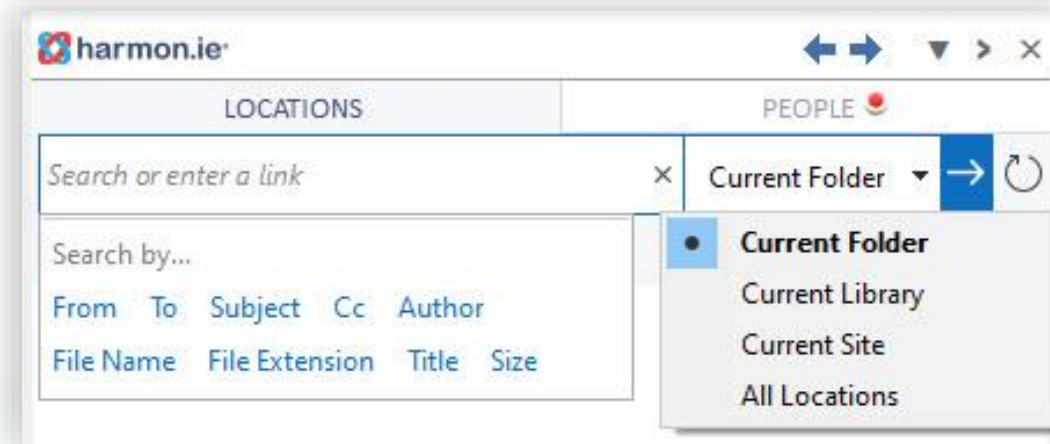 harmon.ie
LOCATIONS PEOPLE
Search or enter a link Current Folder
Search by...
From To Subject Cc Author
File Name File Extension Title Size
Current Folder
Current Library
Current Site
All Locations